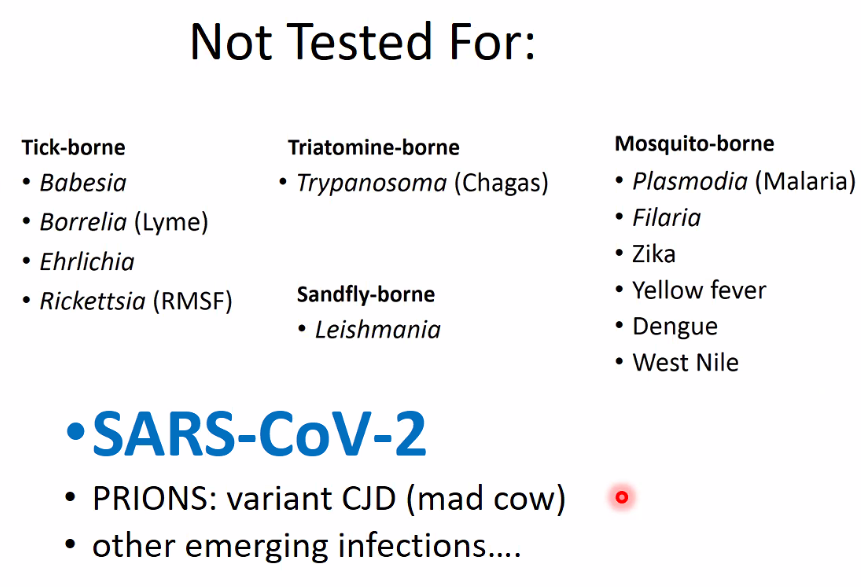 Not Tested For:
Tick-borne
• Babesia
• Borrelia (Lyme)
• Ehrlichia
• Rickettsia (RMSF)
Triatomine-borne
• Trypanosoma (Chagas)
Sandfly-borne
• Leishmania
Mosquito-borne
• Plasmodia (Malaria)
• Filaria
• Zika
• Yellow fever
• Dengue
• West Nile
•SARS-CoV-2
• PRIONS: variant CJD (mad cow)
• other emerging infections….